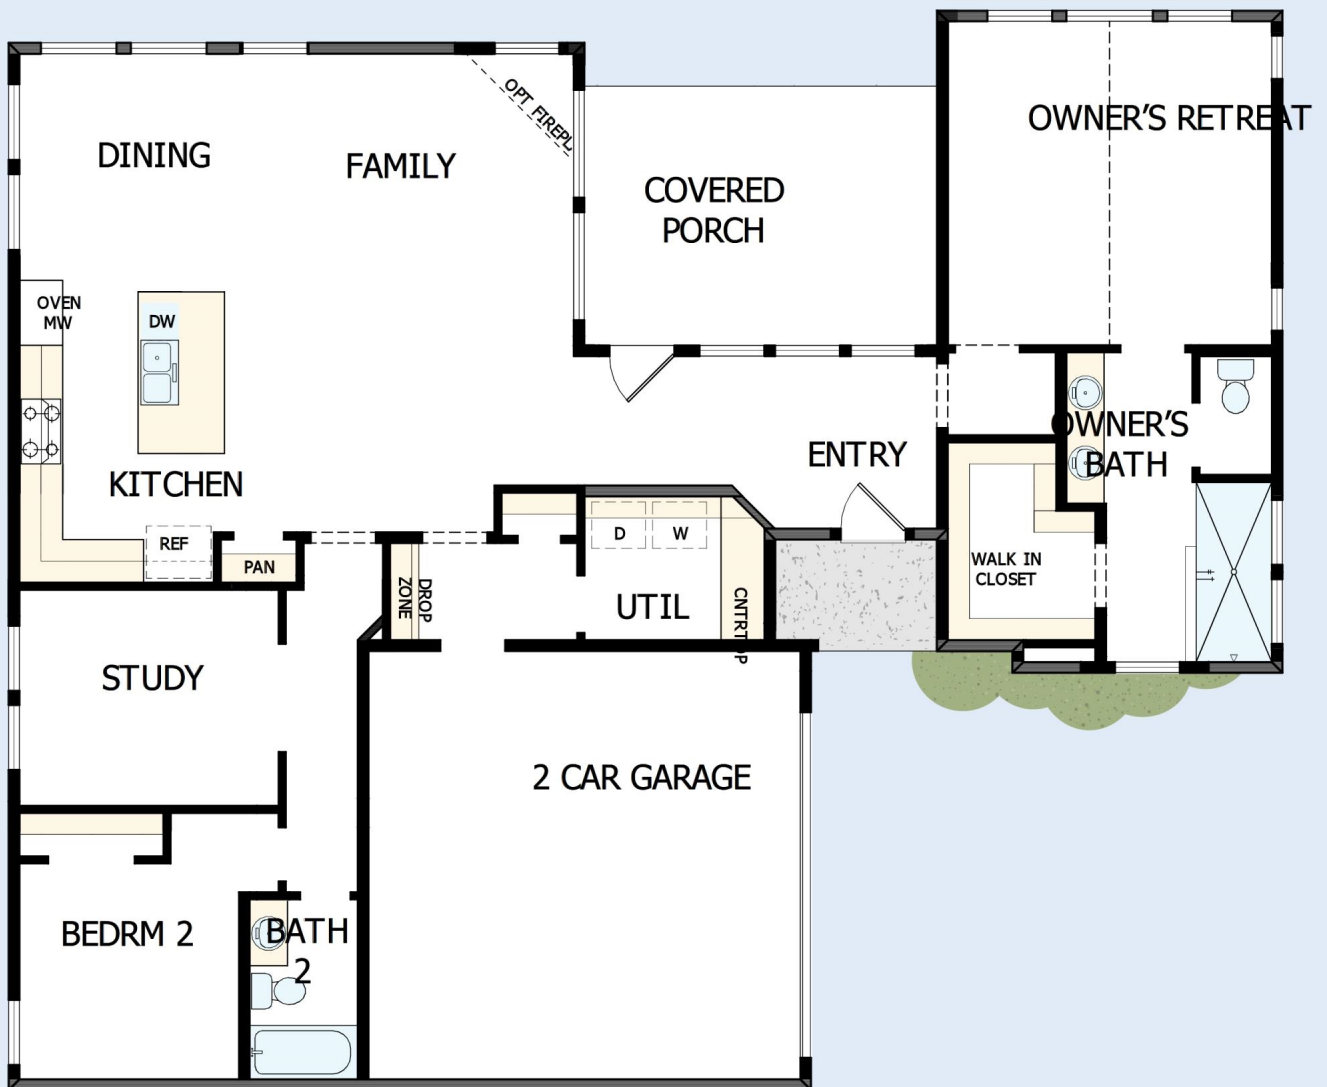 OWNER'S RETREAT
OPT FIREPL
DINING
FAMILY
COVERED
PORCH
OVEN
MW
DW
OWNER'S
BATH
ENTRY
KITCHEN
REF
PAN
D
W
DROP
ZONE
UTIL
CNTRTOP
WALK IN
CLOSET
STUDY
2 CAR GARAGE
BEDRM 2
BATH
2